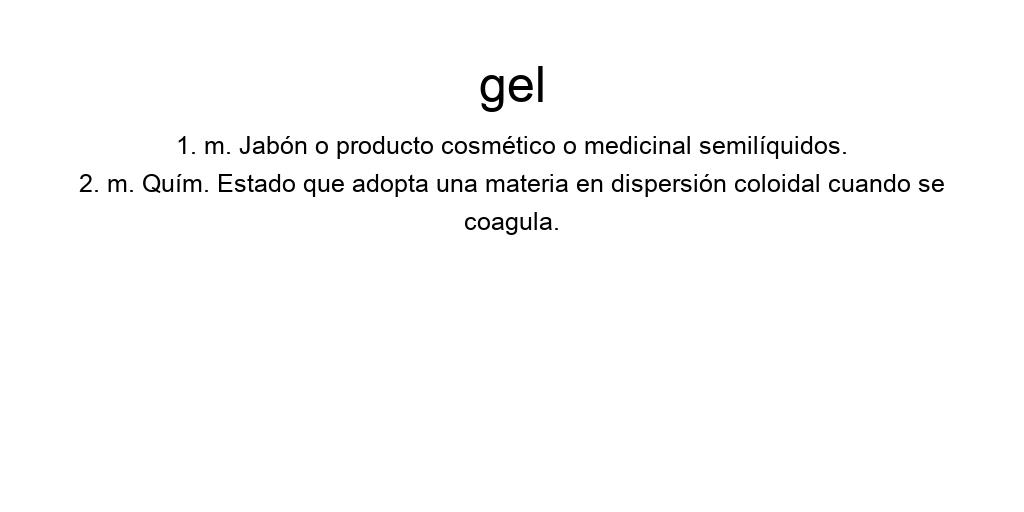 gel
1. m. Jabón o producto cosmético o medicinal semilíquidos.
2. m. Quím. Estado que adopta una materia en dispersión coloidal cuando se
coagula.